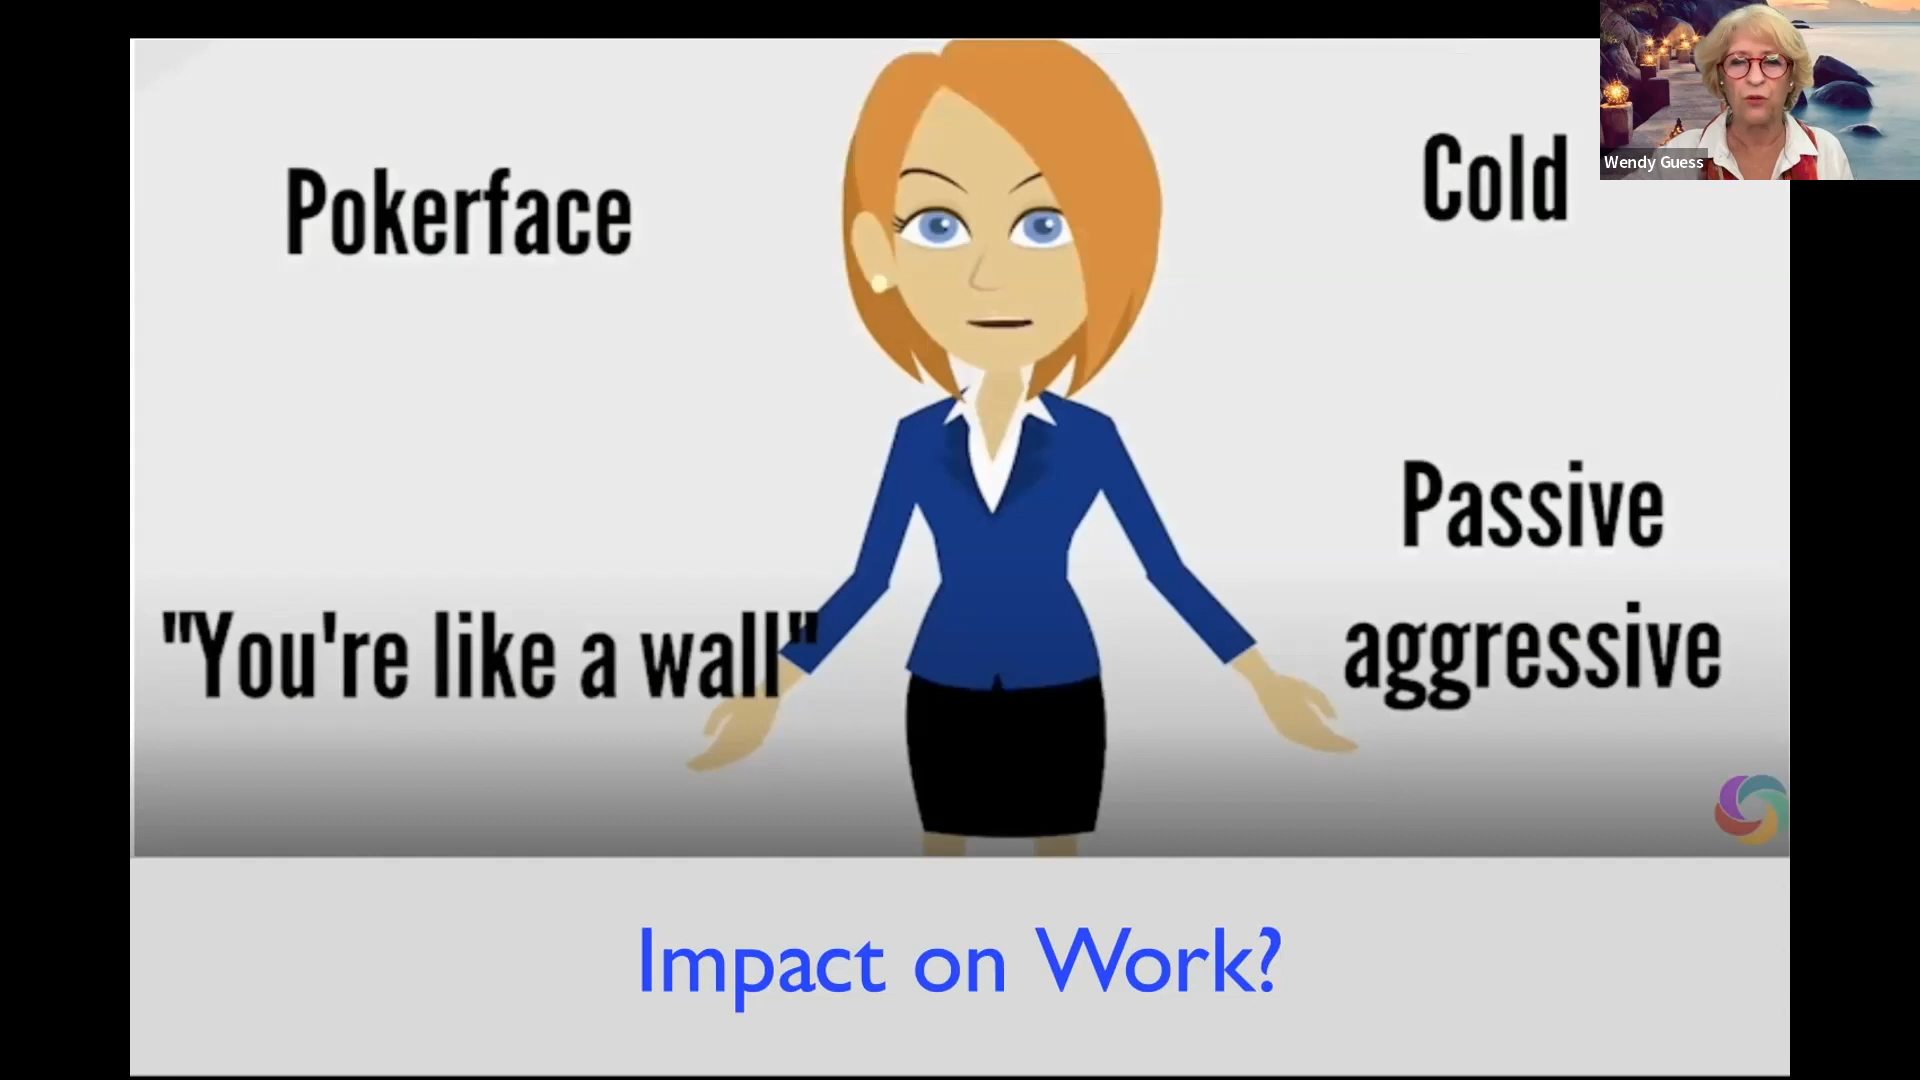 Pokerface
Cold
Wendy Guess
Passive
aggressive
"You're like a wall"
Impact on Work?